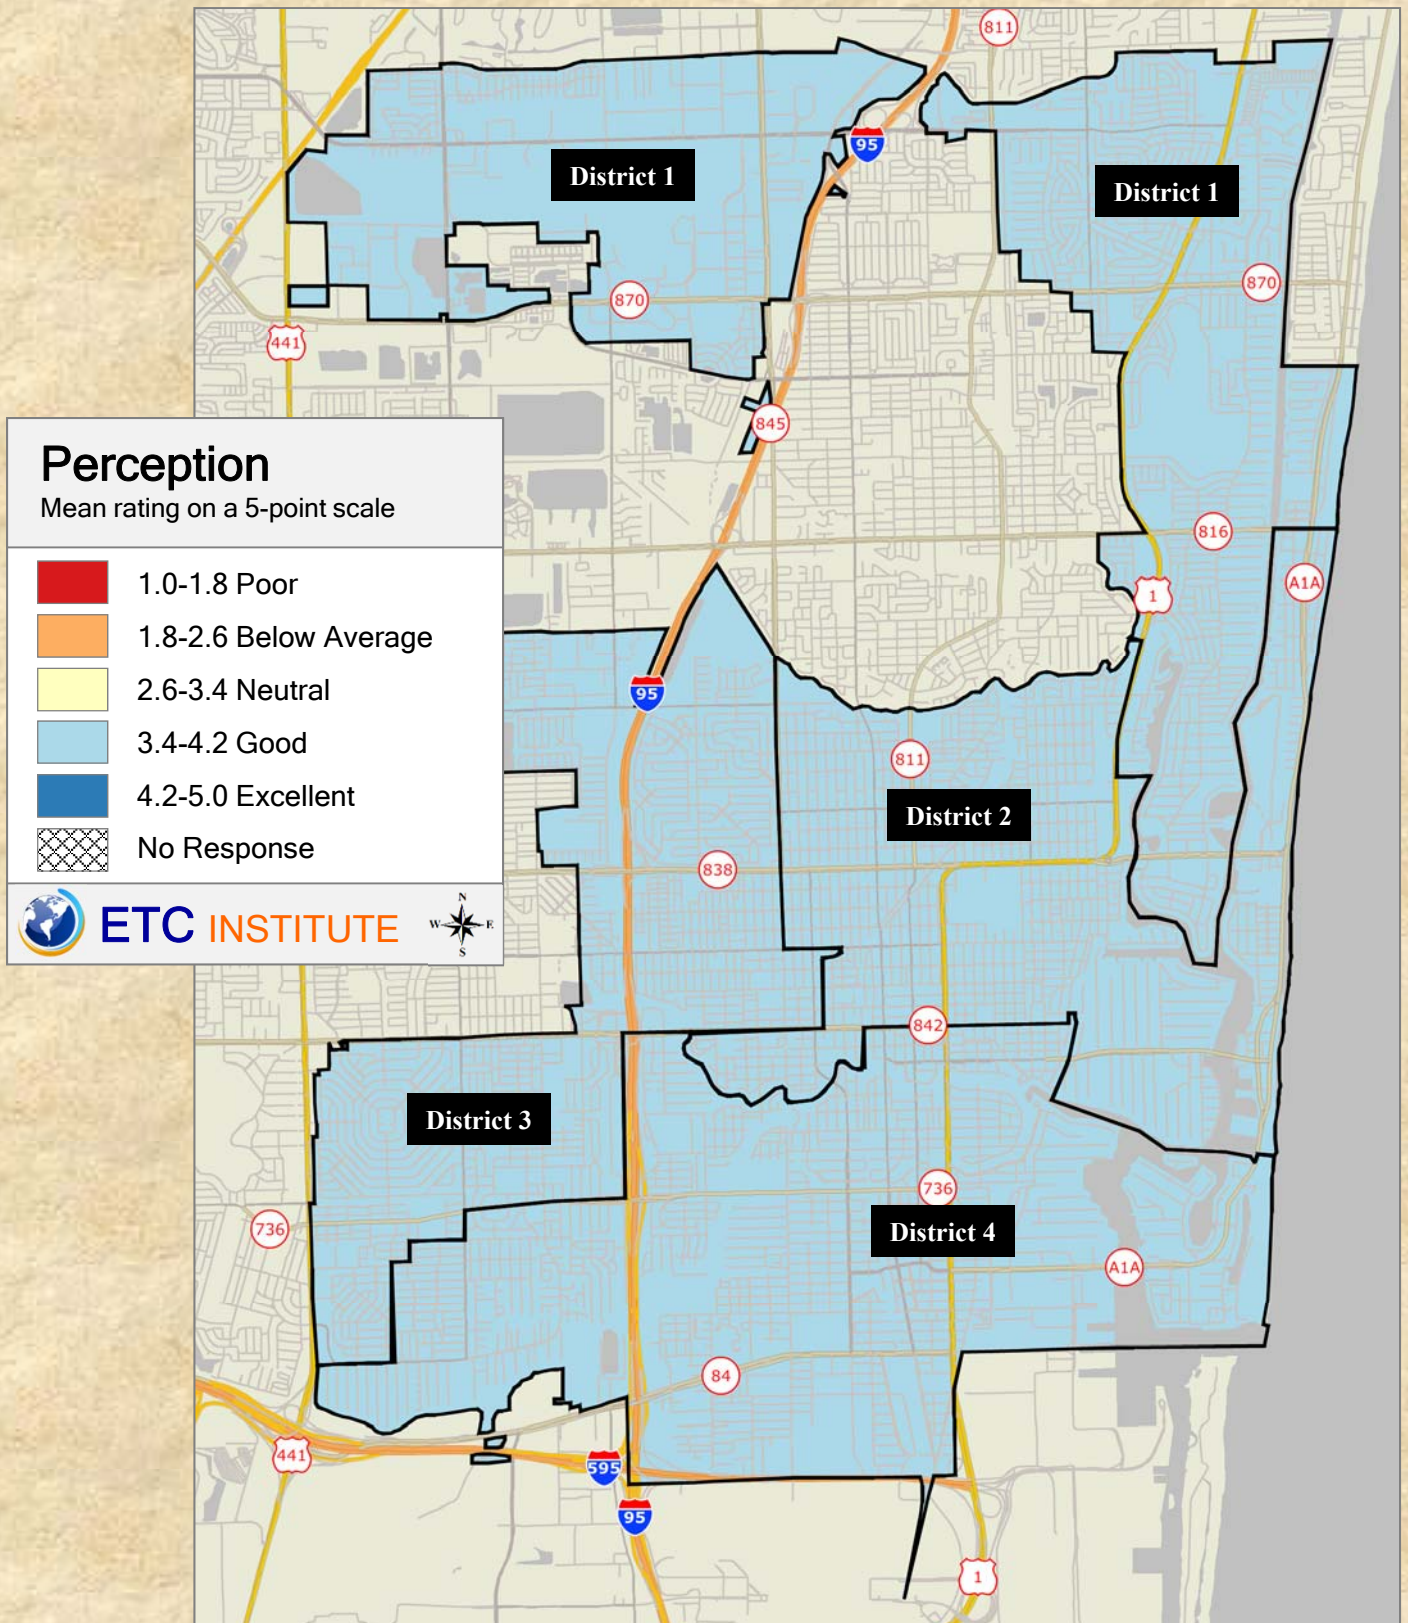 811
95
District 1
District 1
870
870
441
845
Perception
Mean rating on a 5-point scale
1.0-1.8 Poor
1.8-2.6 Below Average
2.6-3.4 Neutral
3.4-4.2 Good
4.2-5.0 Excellent
No Response
ETC INSTITUTE
N
W E
S
816
A1A
1
95
811
District 2
838
842
District 3
736
736
District 4
A1A
84
441
595
95
1